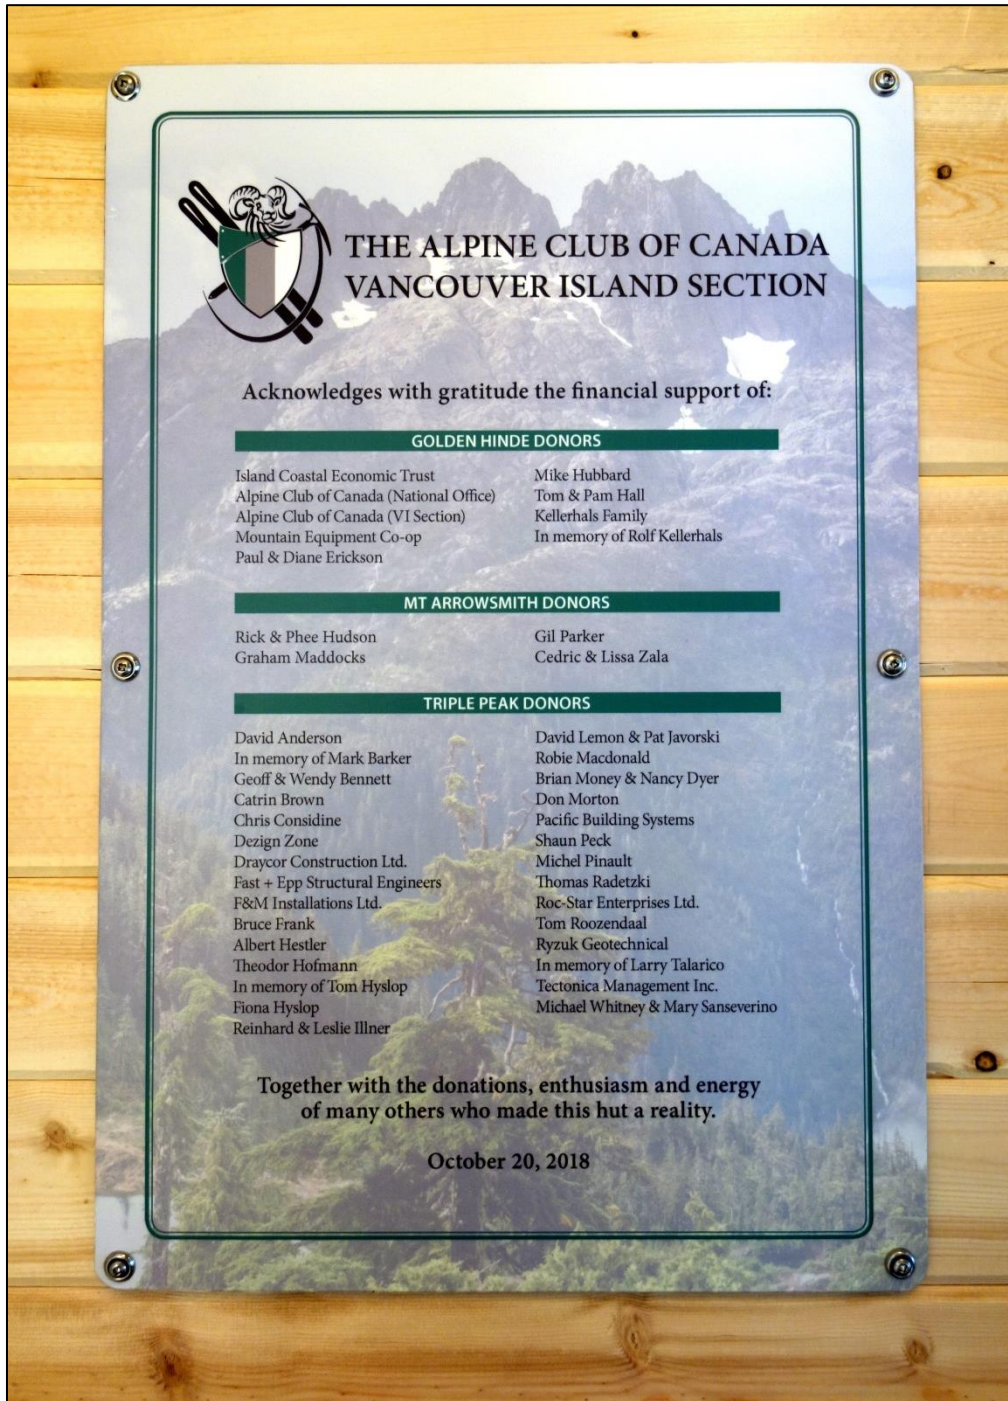 THE ALPINE CLUB OF CANADA
VANCOUVER ISLAND SECTION
Acknowledges with gratitude the financial support of:
GOLDEN HINDE DONORS
Island Coastal Economic Trust
Alpine Club of Canada (National Office)
Alpine Club of Canada (VI Section)
Mountain Equipment Co-op
Paul & Diane Erickson
Mike Hubbard
Tom & Pam Hall
Kellerhals Family
In memory of Rolf Kellerhals
MT ARROWSMITH DONORS
Rick & Phee Hudson
Graham Maddocks
Gil Parker
Cedric & Lissa Zala
TRIPLE PEAK DONORS
David Anderson
In memory of Mark Barker
Geoff & Wendy Bennett
Catrin Brown
Chris Considine
Dezign Zone
Draycor Construction Ltd.
Fast + Epp Structural Engineers
F&M Installations Ltd.
Bruce Frank
Albert Hestler
Theodor Hofmann
In memory of Tom Hyslop
Fiona Hyslop
Reinhard & Leslie Illner
David Lemon & Pat Javorski
Robie Macdonald
Brian Money & Nancy Dyer
Don Morton
Pacific Building Systems
Shaun Peck
Michel Pinault
Thomas Radetzki
Roc-Star Enterprises Ltd.
Tom Roozendaal
Ryzuk Geotechnical
In memory of Larry Talarico
Tectonica Management Inc.
Michael Whitney & Mary Sanseverino
Together with the donations, enthusiasm and energy
of many others who made this hut a reality.
October 20, 2018